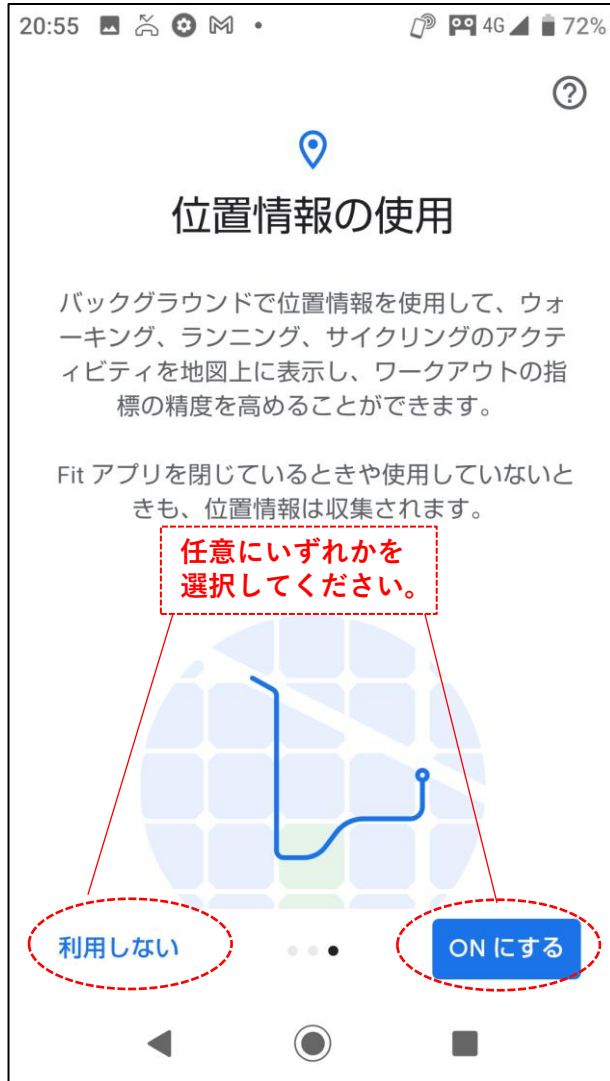 20:55
4G
72%
位置情報の使用
バックグラウンドで位置情報を使用して、ウォ
ーキング、ランニング、サイクリングのアクテ
ィビティを地図上に表示し、ワークアウトの指
標の精度を高めることができます。
Fit アプリを閉じているときや使用していないと
きも、位置情報は収集されます。
任意にいずれかを
選択してください。
利用しない
ON にする